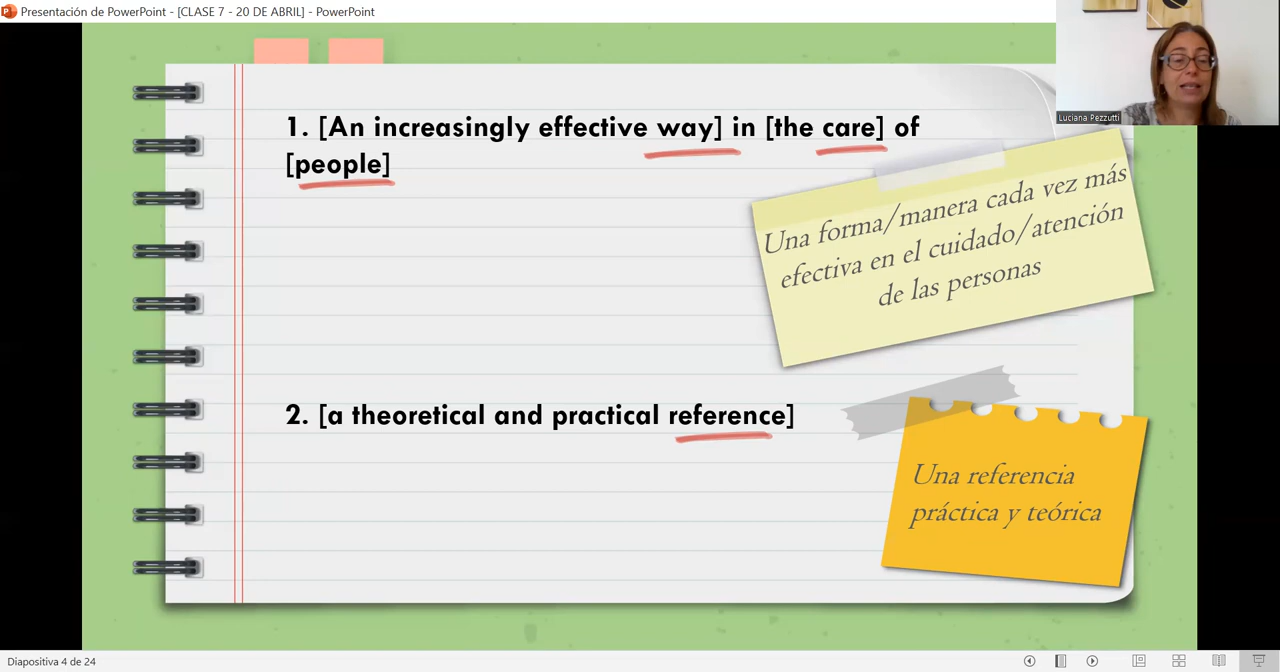 Presentación de PowerPoint - [CLASE 7 - 20 DE ABRIL] - PowerPoint
Luciana Pezzutti
1. [An increasingly effective way] in [the care] of
[people]
Una forma/manera cada vez más
efectiva en el cuidado/atención
de las personas
2. [a theoretical and practical reference]
Una referencia
práctica y teórica
Diapositiva 4 de 24